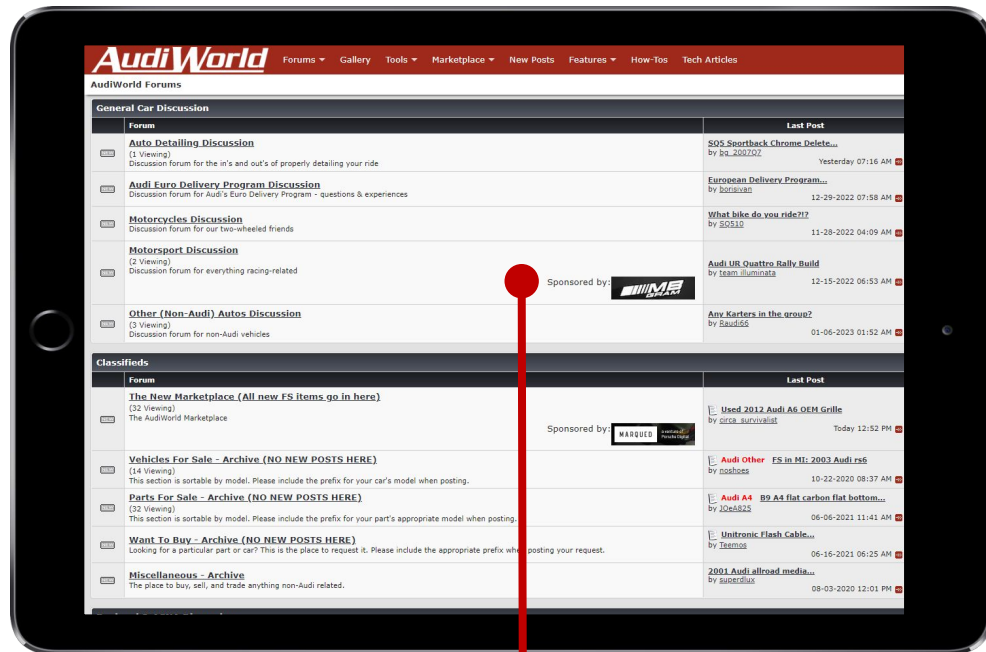 AudiWorld
Forums Gallery Tools Marketplace New Posts Features How-Tos Tech Articles
AudiWorld Forums
General Car Discussion
Forum Last Post
Auto Detailing Discussion
(1 Viewing)
Discussion forum for the in's and out's of properly detailing your ride
SQ5 Sportback Chrome Delete...
by bg_2007Q7
Yesterday 07:16 AM
Audi Euro Delivery Program Discussion
Discussion forum for Audi's Euro Delivery Program - questions & experiences
European Delivery Program...
by borisivan
12-29-2022 07:58 AM
Motorcycles Discussion
Discussion forum for our two-wheeled friends
What bike do you ride?!?
by SQ510
11-28-2022 04:09 AM
Motorsport Discussion
(2 Viewing)
Discussion forum for everything racing-related
Sponsored by:
GRAM
Audi UR Quattro Rally Build
by team illuminata
12-15-2022 06:53 AM
Other (Non-Audi) Autos Discussion
(3 Viewing)
Discussion forum for non-Audi vehicles
Any Karters in the group?
by Raudi66
01-06-2023 01:52 AM
Classifieds
Forum Last Post
The New Marketplace (All new FS items go in here)
(32 Viewing)
The AudiWorld Marketplace
Sponsored by:
MARQUED
Used 2012 Audi A6 OEM Grille
by circa_survivalist
Today 12:52 PM
Vehicles For Sale - Archive (NO NEW POSTS HERE)
(14 Viewing)
This section is sortable by model. Please include the prefix for your car's model when posting.
Audi Other FS in MI: 2003 Audi rs6
by noshoes
10-22-2020 08:37 AM
Parts For Sale - Archive (NO NEW POSTS HERE)
(32 Viewing)
This section is sortable by model. Please include the prefix for your part's appropriate model when posting.
Audi A4 B9 A4 flat carbon flat bottom...
by JOeA825
06-06-2021 11:41 AM
Want To Buy - Archive (NO NEW POSTS HERE)
Looking for a particular part or car? This is the place to request it. Please include the appropriate prefix when posting your request.
Unitronic Flash Cable...
by Teemos
06-16-2021 06:25 AM
Miscellaneous - Archive
The place to buy, sell, and trade anything non-Audi related.
2001 Audi allroad media...
by superdlux
08-03-2020 12:01 PM